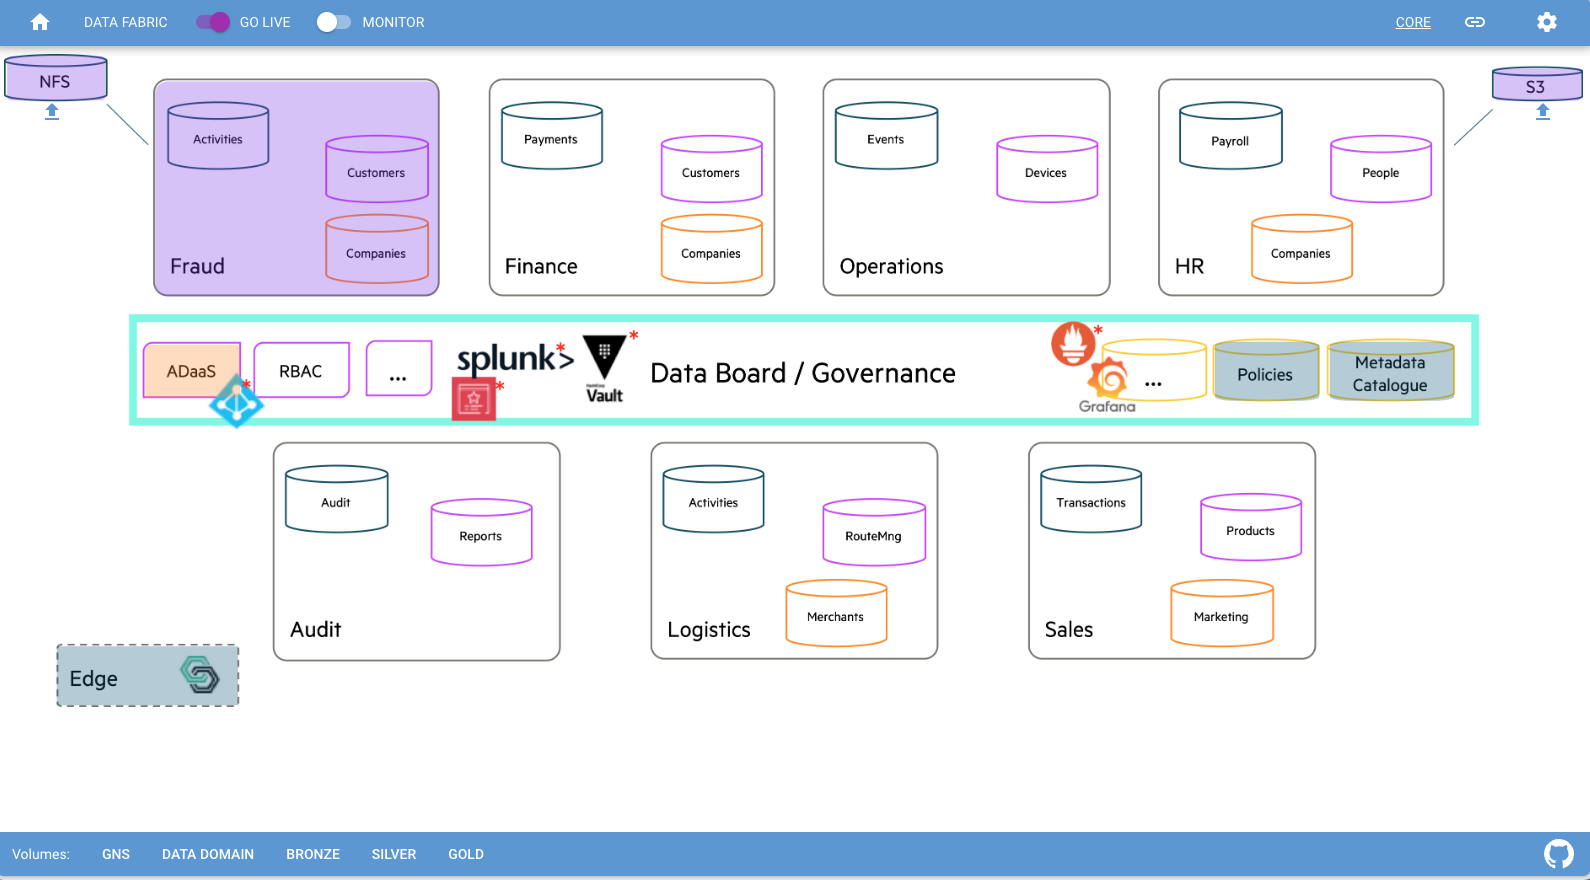 DATA FABRIC
GO LIVE
MONITOR
CORE
NFS
S3
Activities
Customers
Companies
Fraud
Payments
Customers
Companies
Finance
Events
Devices
Operations
Payroll
People
Companies
HR
ADaaS
*
RBAC
...
splunk>
*
*
HashiCorp
Vault
*
Data Board / Governance
*
Grafana
...
Policies
Metadata
Catalogue
Audit
Reports
Audit
Activities
RouteMng
Merchants
Logistics
Transactions
Products
Marketing
Sales
Edge
Volumes:
GNS
DATA DOMAIN
BRONZE
SILVER
GOLD